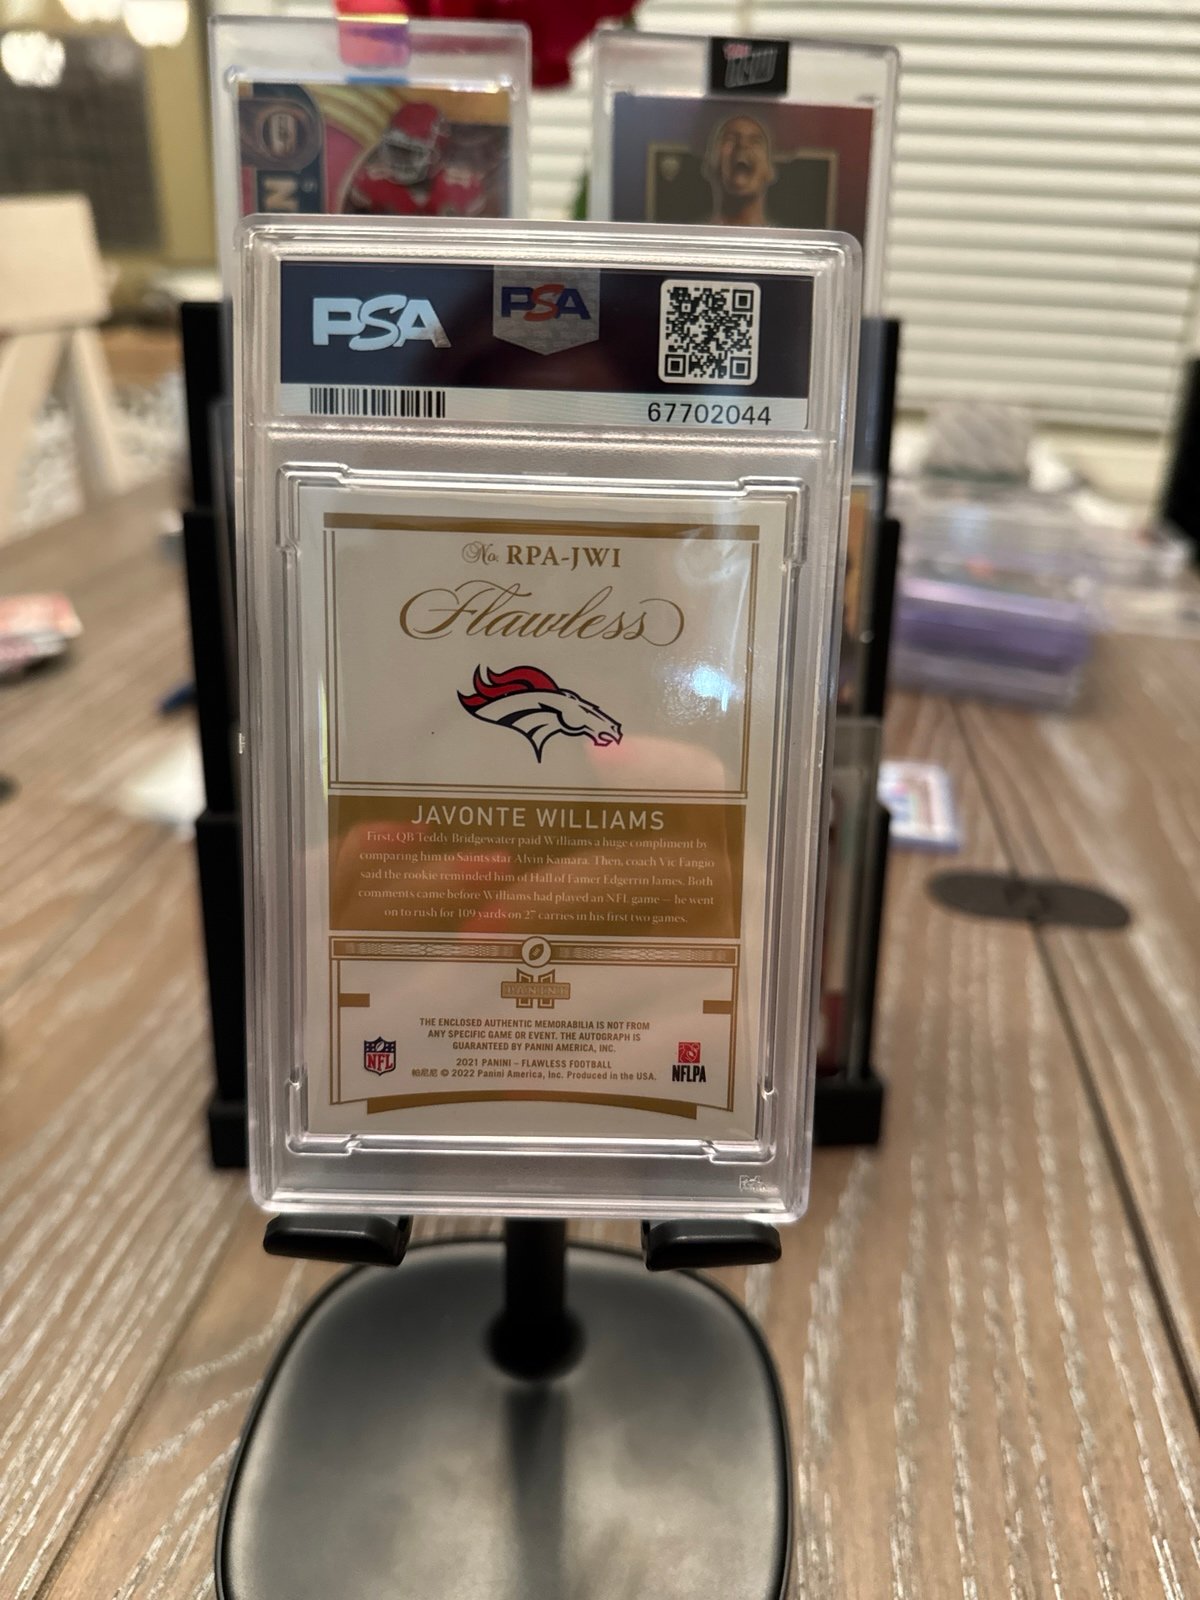 PSA
PSA
67702044
No. RPA-JWI
Flawless
JAVONTE WILLIAMS
First, QB Teddy Bridgewater paid Williams a huge compliment by
comparing him to Saints star Alvin Kamara. Then, coach Vic Fangio
said the rookie reminded him of Hall of Famer Edgerrin James. Both
comments came before Williams had played an NFL game — he went
on to rush for 109 yards on 27 carries in his first two games.
PANINI
THE ENCLOSED AUTHENTIC MEMORABILIA IS NOT FROM
ANY SPECIFIC GAME OR EVENT. THE AUTOGRAPH IS
GUARANTEED BY PANINI AMERICA, INC.
2021 PANINI – FLAWLESS FOOTBALL
帕尼尼 © 2022 Panini America, Inc. Produced in the USA.
NFL
NFLPA